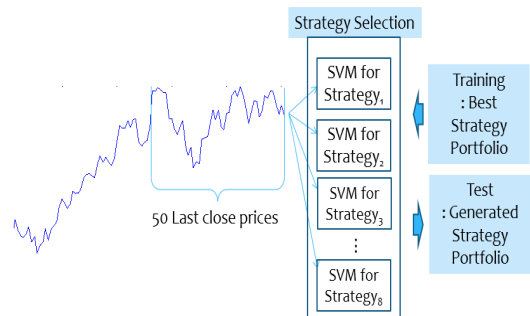 Strategy Selection
SVM for
Strategy₁
SVM for
Strategy₂
SVM for
Strategy₃
⋮
SVM for
Strategy₈
50 Last close prices
Training
: Best
Strategy
Portfolio
Test
: Generated
Strategy
Portfolio